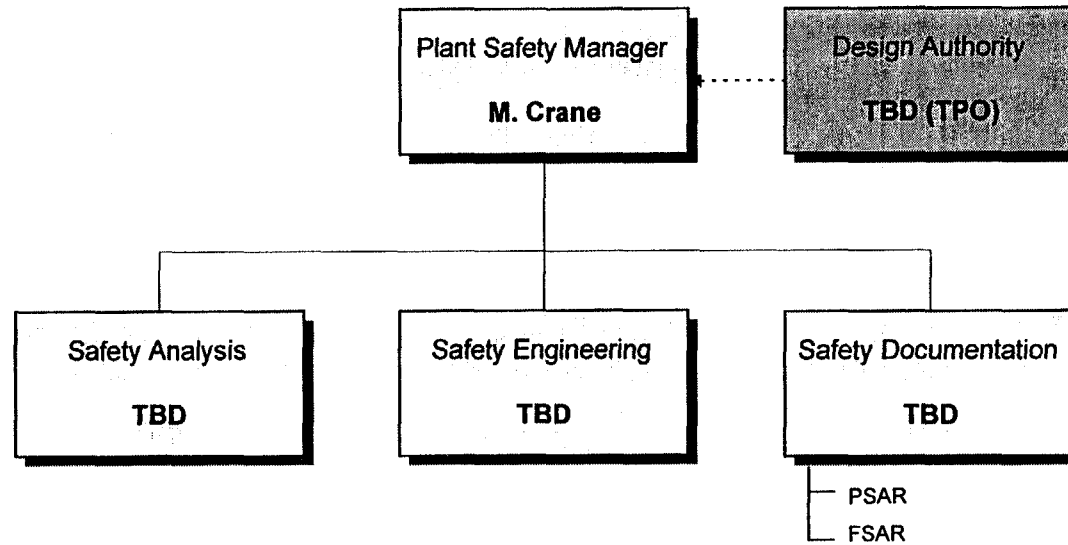 Plant Safety Manager
M. Crane
Design Authority
TBD (TPO)
Safety Analysis
TBD
Safety Engineering
TBD
Safety Documentation
TBD
PSAR
FSAR